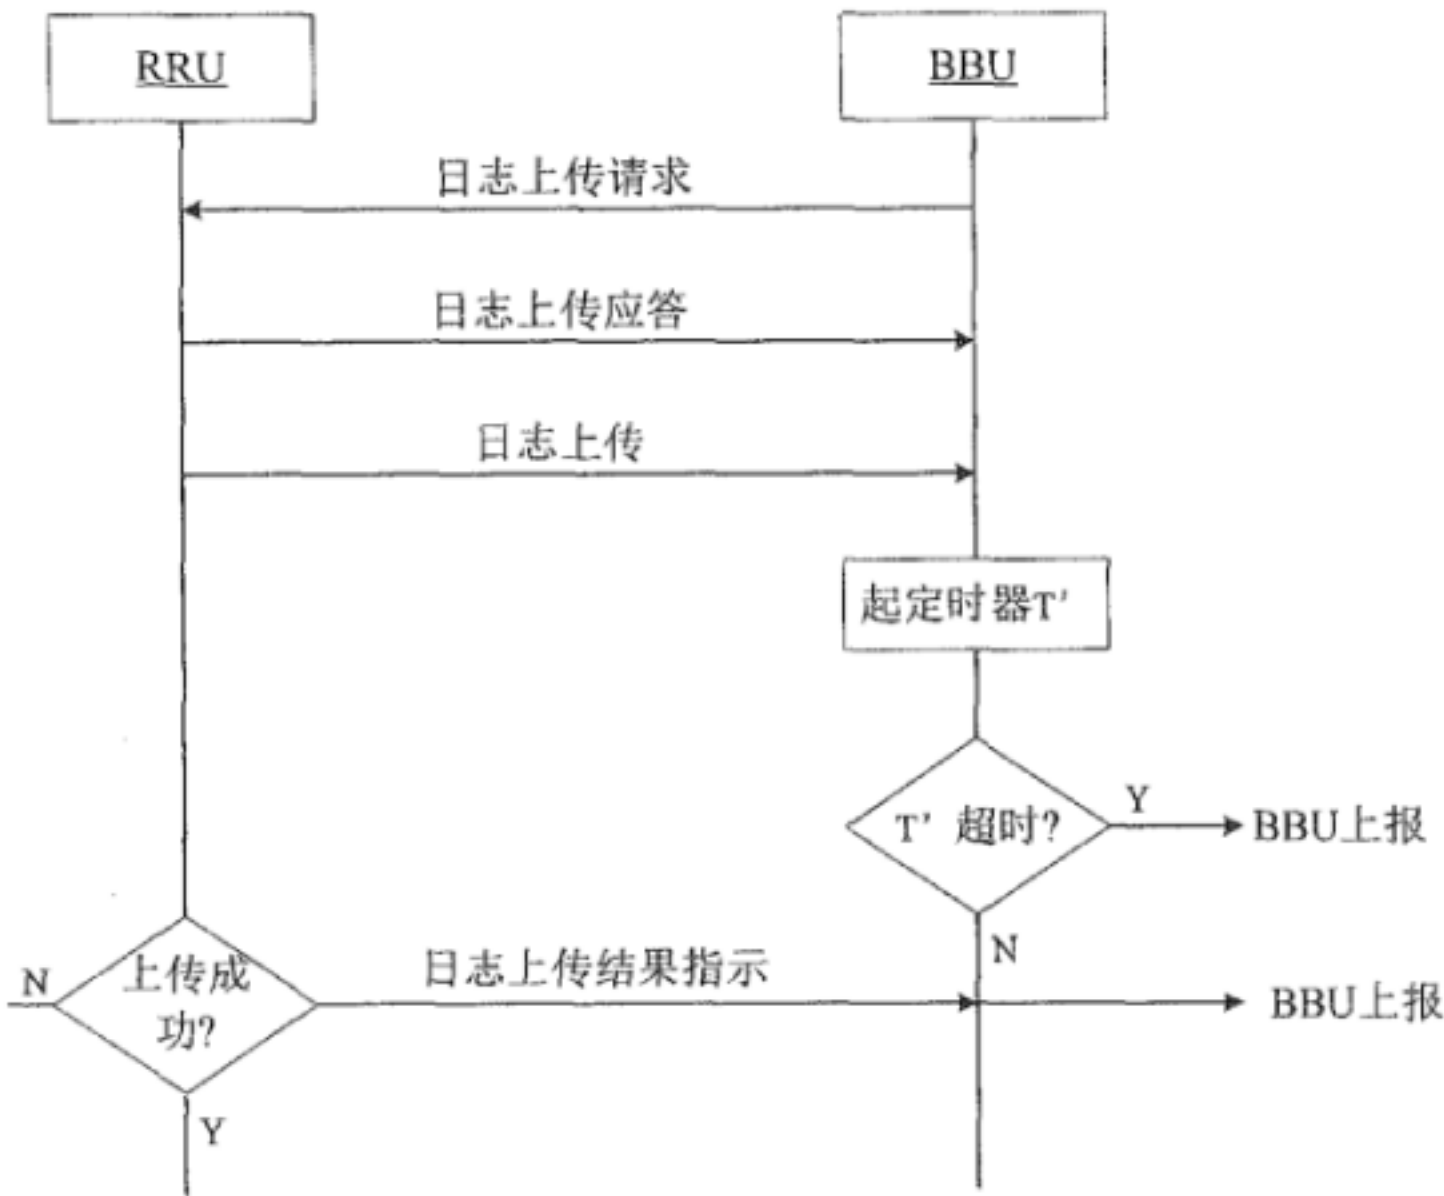 RRU
BBU
日志上传请求
日志上传应答
日志上传
起定时器T'
T' 超时?
Y
BBU上报
N
N
上传成
功?
日志上传结果指示
BBU上报
Y